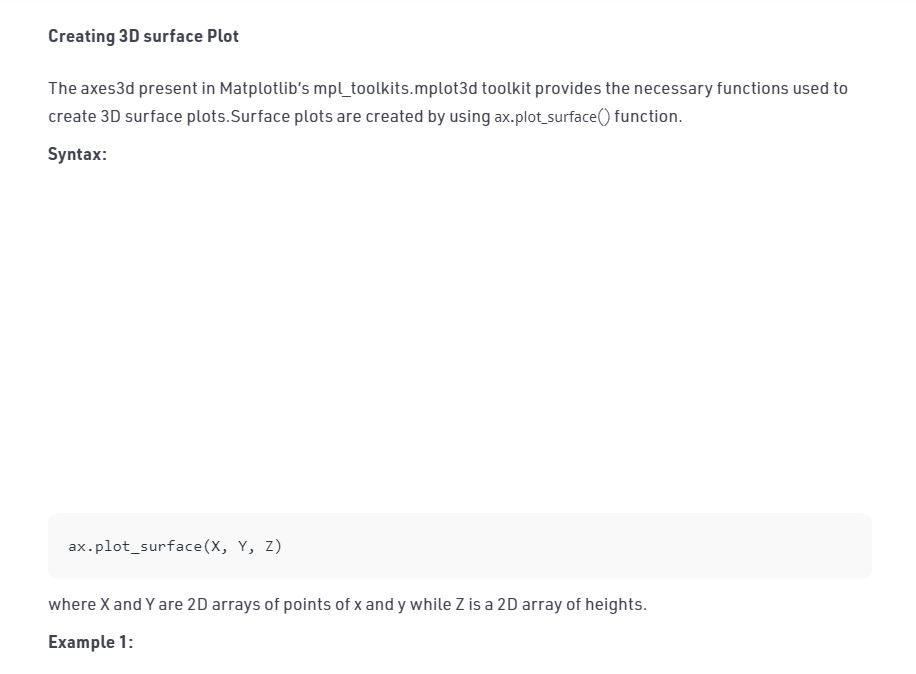 Creating 3D surface Plot
The axes3d present in Matplotlib's mpl_toolkits.mplot3d toolkit provides the necessary functions used to
create 3D surface plots.Surface plots are created by using ax.plot_surface() function.
Syntax:
ax.plot_surface(X, Y, Z)
where X and Y are 2D arrays of points of x and y while Z is a 2D array of heights.
Example 1: